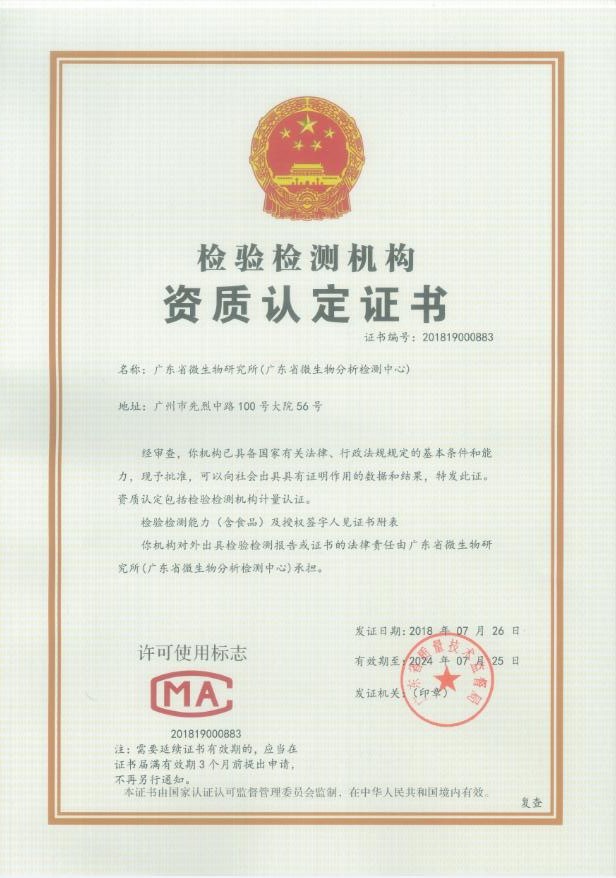 检验检测机构
资质认定证书
证书编号：201819000883
名称：广东省微生物研究所(广东省微生物分析检测中心)
地址：广州市先烈中路100号大院56号
经审查，你机构已具备国家有关法律、行政法规规定的基本条件和能
力，现予批准，可以向社会出具具有证明作用的数据和结果，特发此证。
资质认定包括检验检测机构计量认证。
检验检测能力（含食品）及授权签字人见证书附表
你机构对外出具检验检测报告或证书的法律责任由广东省微生物研
究所(广东省微生物分析检测中心)承担。
许可使用标志
MA
201819000883
发证日期：2018 年 07 月 26 日
有效期至：2024 年 07 月 25 日
发证机关：（印章）
广东省质量技术监督局
注：需要延续证书有效期的，应当在
证书届满有效期3个月前提出申请，
不再另行通知。
本证书由国家认证认可监督管理委员会监制，在中华人民共和国境内有效。
复查